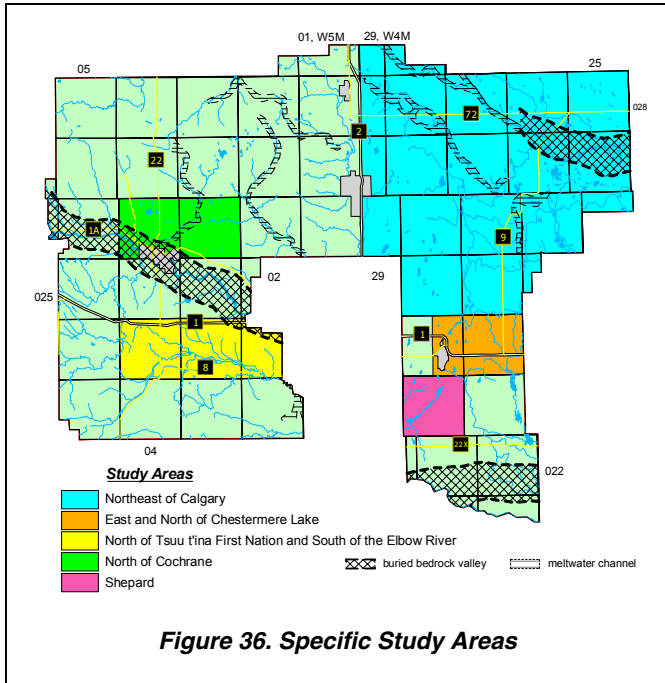 01, W5M 29, W4M
05
25
028
2
72
22
1A
9
02
29
025
1
1
8
04
22X
022
Study Areas
Northeast of Calgary
East and North of Chestermere Lake
North of Tsuu t'ina First Nation and South of the Elbow River
North of Cochrane
buried bedrock valley
meltwater channel
Shepard
Figure 36. Specific Study Areas